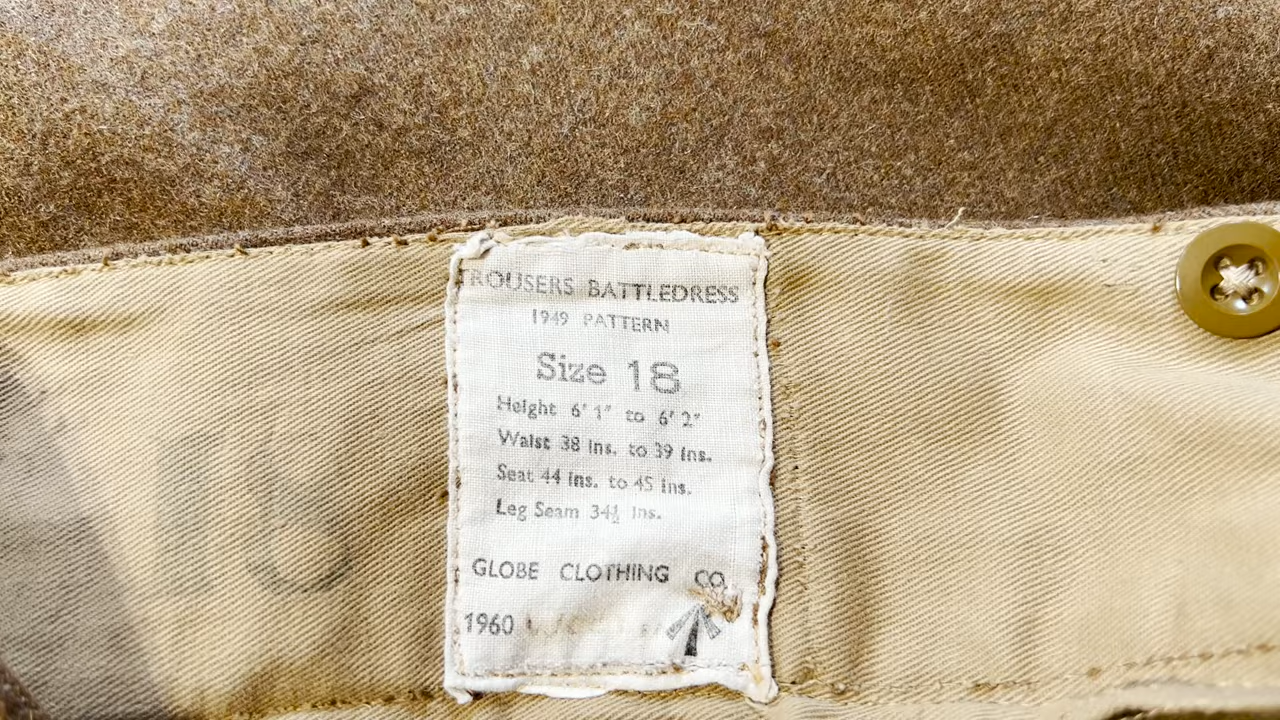 TROUSERS BATTLEDRESS
1949 PATTERN
Size 18
Height 6' 1" to 6' 2"
Waist 38 ins. to 39 ins.
Seat 44 ins. to 45 ins.
Leg Seam 34½ ins.
GLOBE CLOTHING CO.
1960